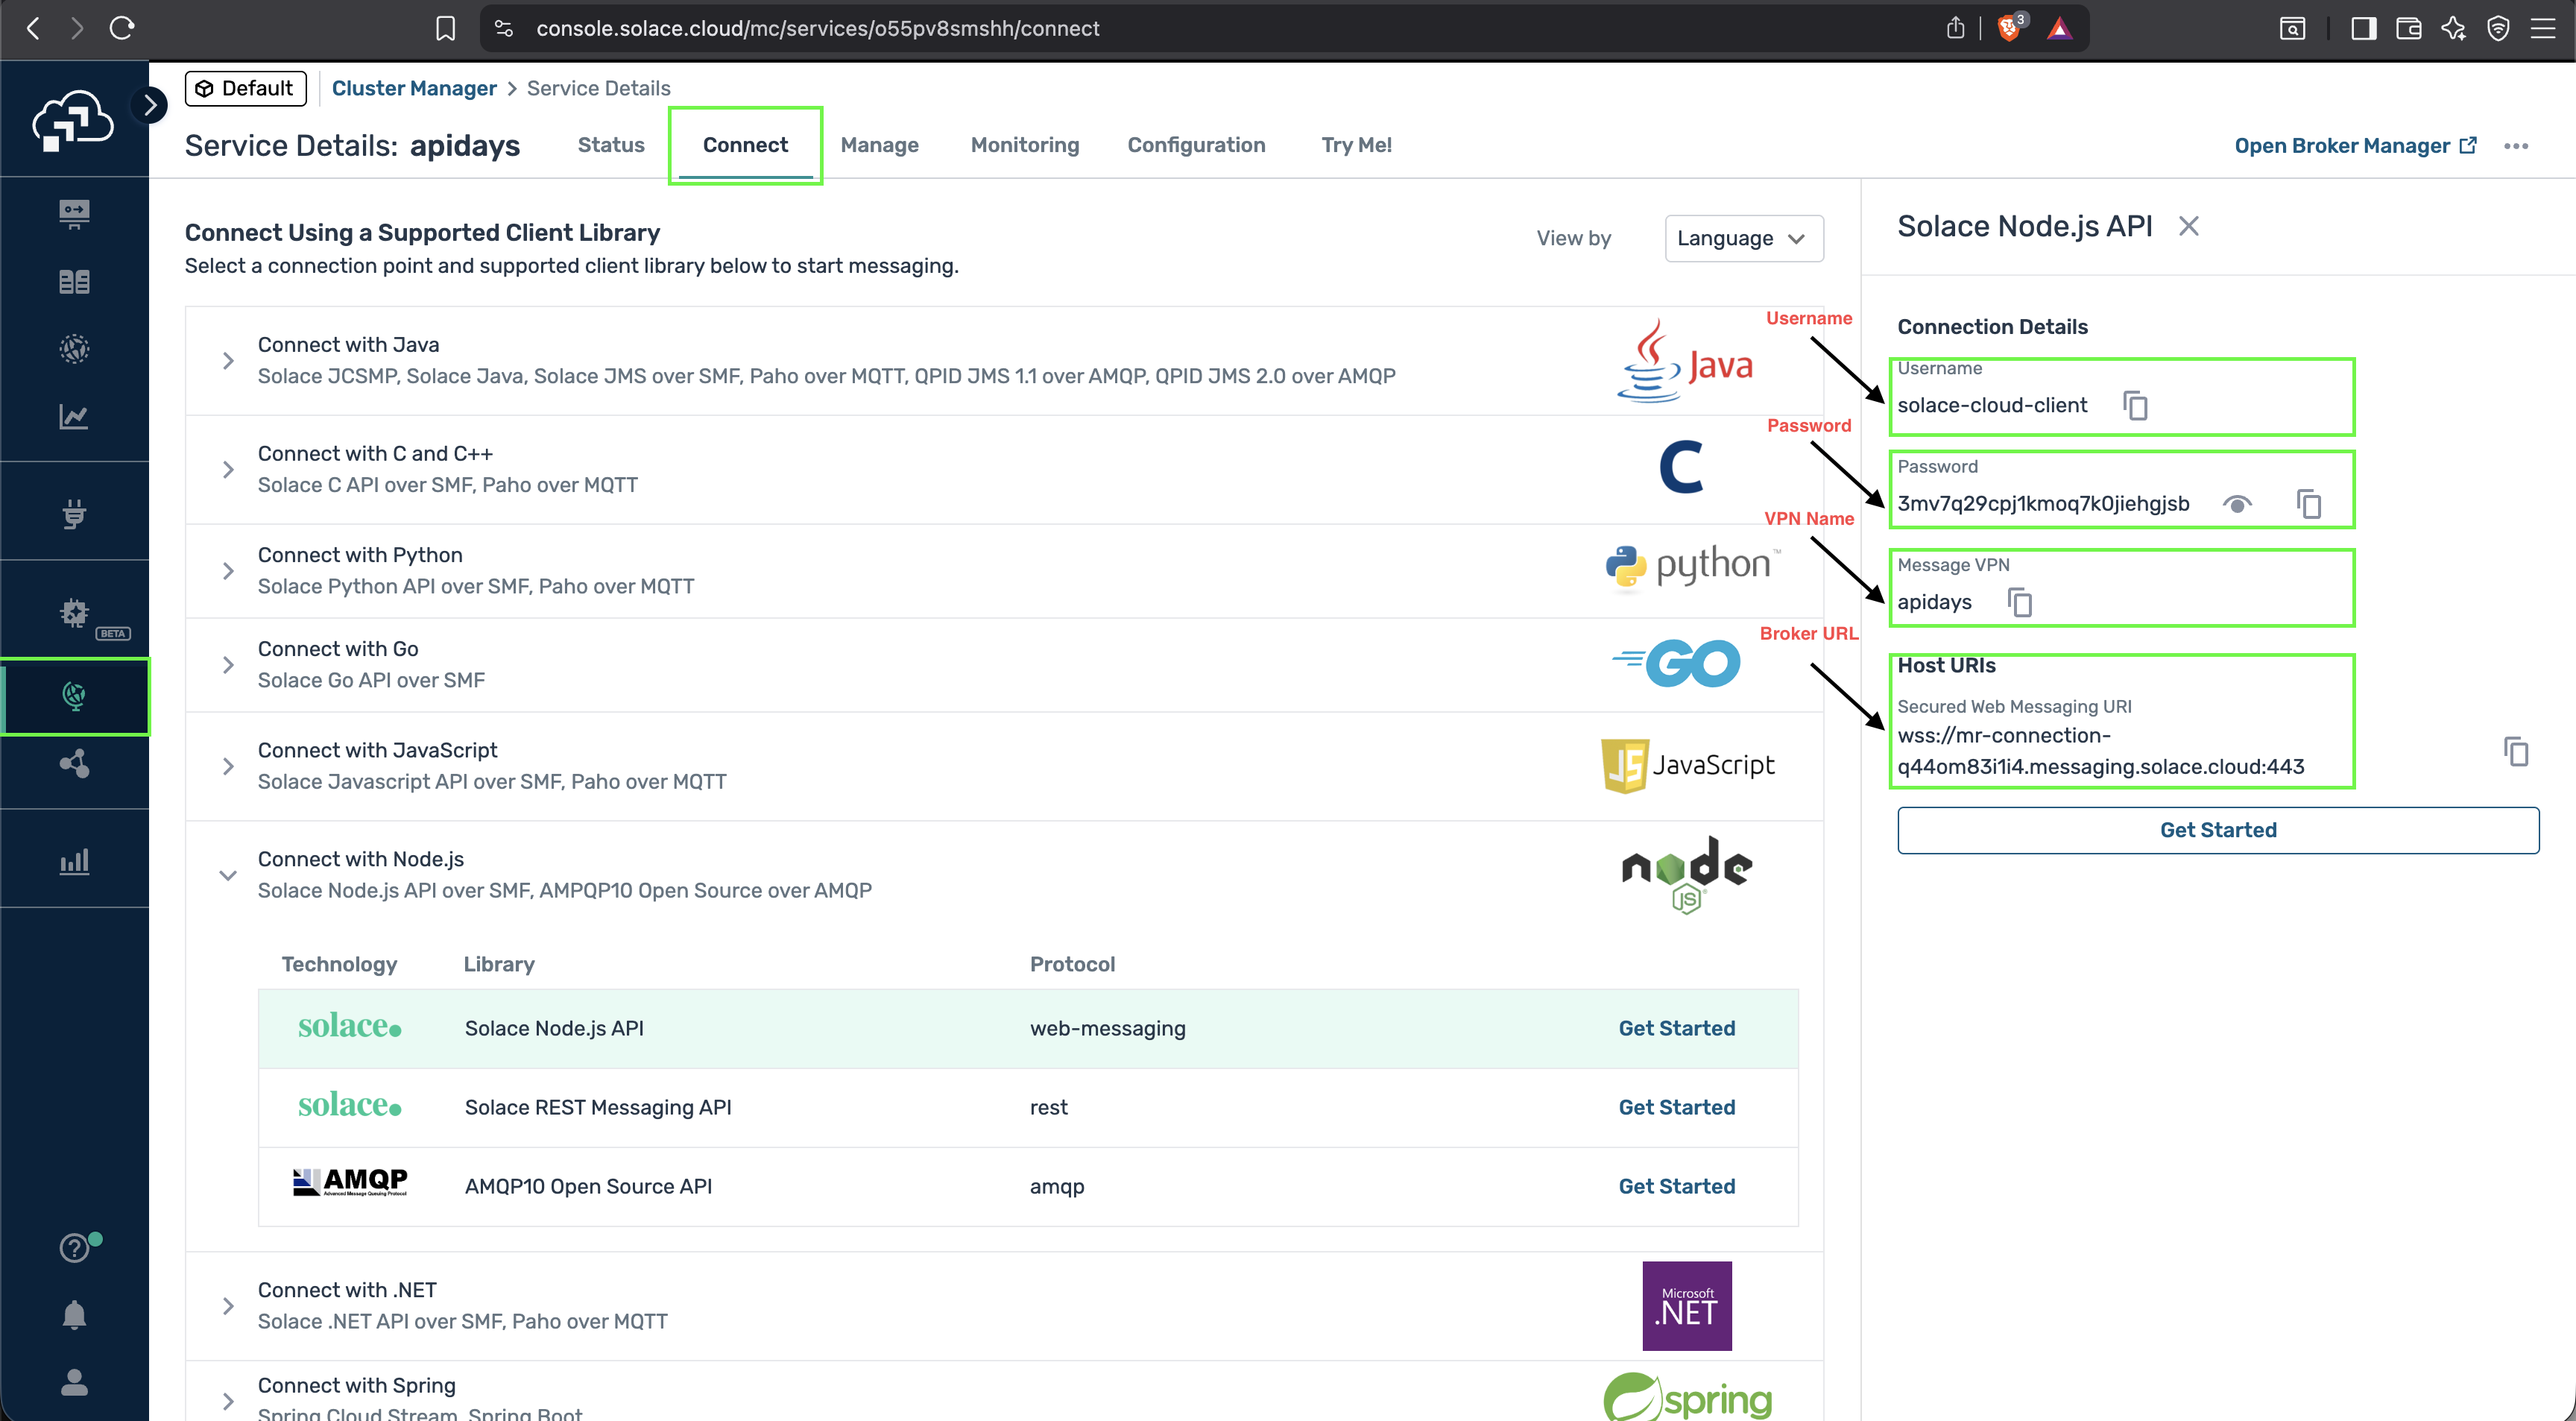 console.solace.cloud/mc/services/o55pv8smshh/connect
3
Default
Cluster Manager > Service Details
Service Details: apidays
Status
Connect
Manage
Monitoring
Configuration
Try Me!
Open Broker Manager
Connect Using a Supported Client Library
Select a connection point and supported client library below to start messaging.
View by
Language
Connect with Java
Solace JCSMP, Solace Java, Solace JMS over SMF, Paho over MQTT, QPID JMS 1.1 over AMQP, QPID JMS 2.0 over AMQP
Java
Connect with C and C++
Solace C API over SMF, Paho over MQTT
C
Connect with Python
Solace Python API over SMF, Paho over MQTT
python™
Connect with Go
Solace Go API over SMF
GO
Connect with JavaScript
Solace Javascript API over SMF, Paho over MQTT
JS JavaScript
Connect with Node.js
Solace Node.js API over SMF, AMPQP10 Open Source over AMQP
node
JS
Technology
Library
Protocol
solace.
Solace Node.js API
web-messaging
Get Started
solace.
Solace REST Messaging API
rest
Get Started
AMQP
Advanced Message Queuing Protocol
AMQP10 Open Source API
amqp
Get Started
Connect with .NET
Solace .NET API over SMF, Paho over MQTT
Microsoft
.NET
Connect with Spring
Spring Cloud Stream, Spring Boot
spring
BETA
Solace Node.js API
Connection Details
Username
Username
solace-cloud-client
Password
Password
3mv7q29cpj1kmoq7k0jiehgjsb
VPN Name
Message VPN
apidays
Broker URL
Host URIs
Secured Web Messaging URI
wss://mr-connection-
q44om83i1i4.messaging.solace.cloud:443
Get Started